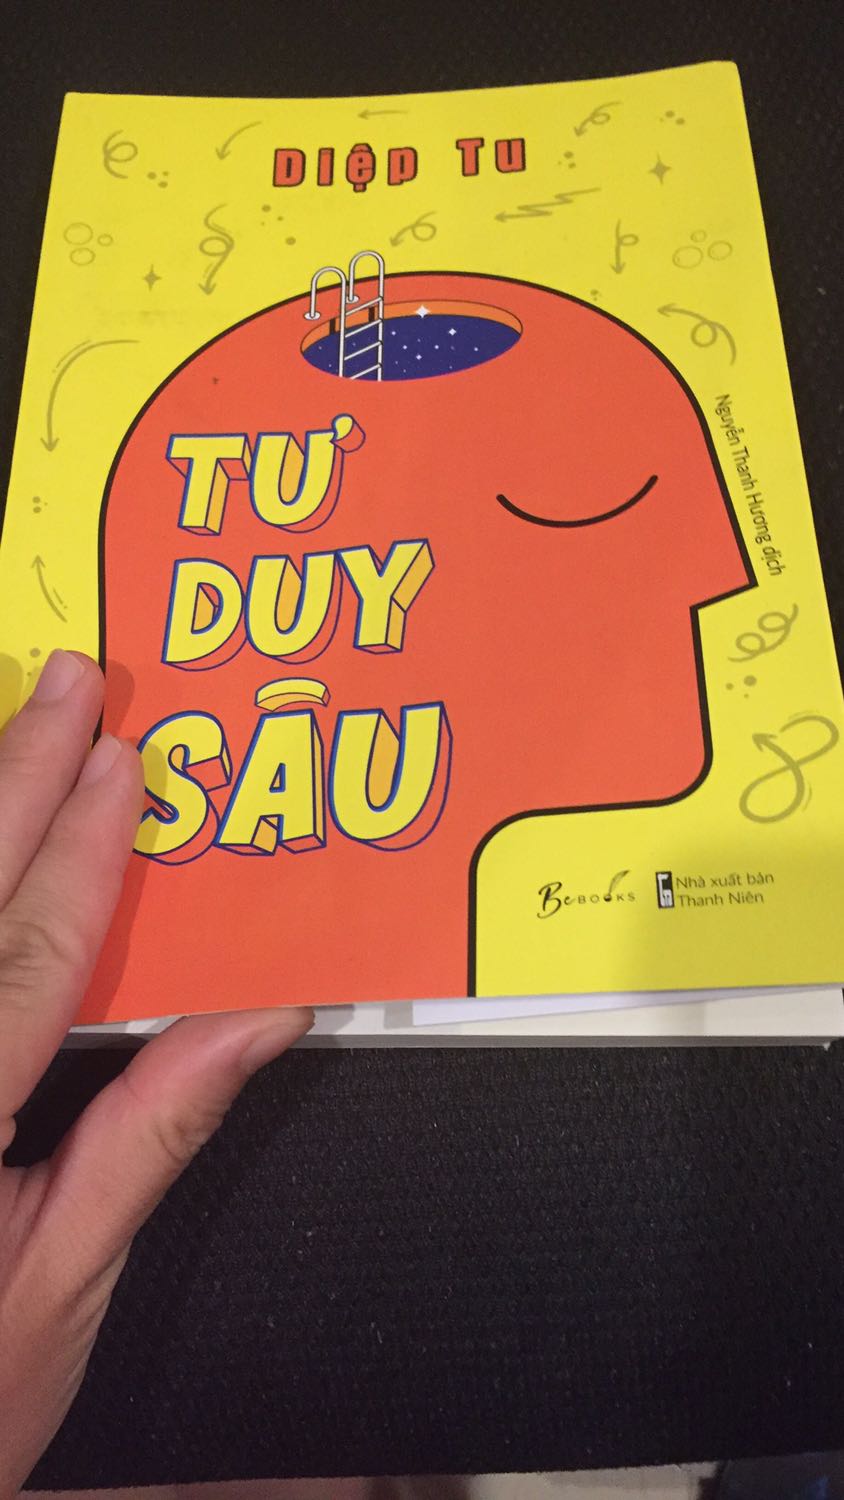 Diệp Tu
TƯ
DUY
SÂU
Nguyễn Thanh Hương dịch
BeBOOKS
Nhà xuất bản
Thanh Niên